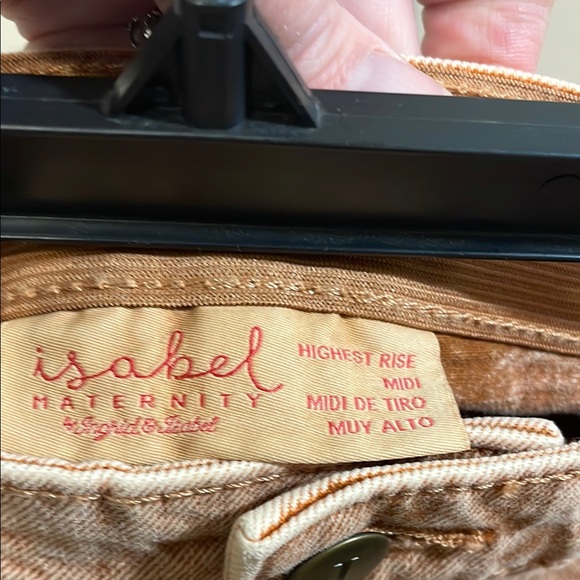 isabel
MATERNITY
by Ingrid & Isabel
HIGHEST RISE
MIDI
MIDI DE TIRO
MUY ALTO